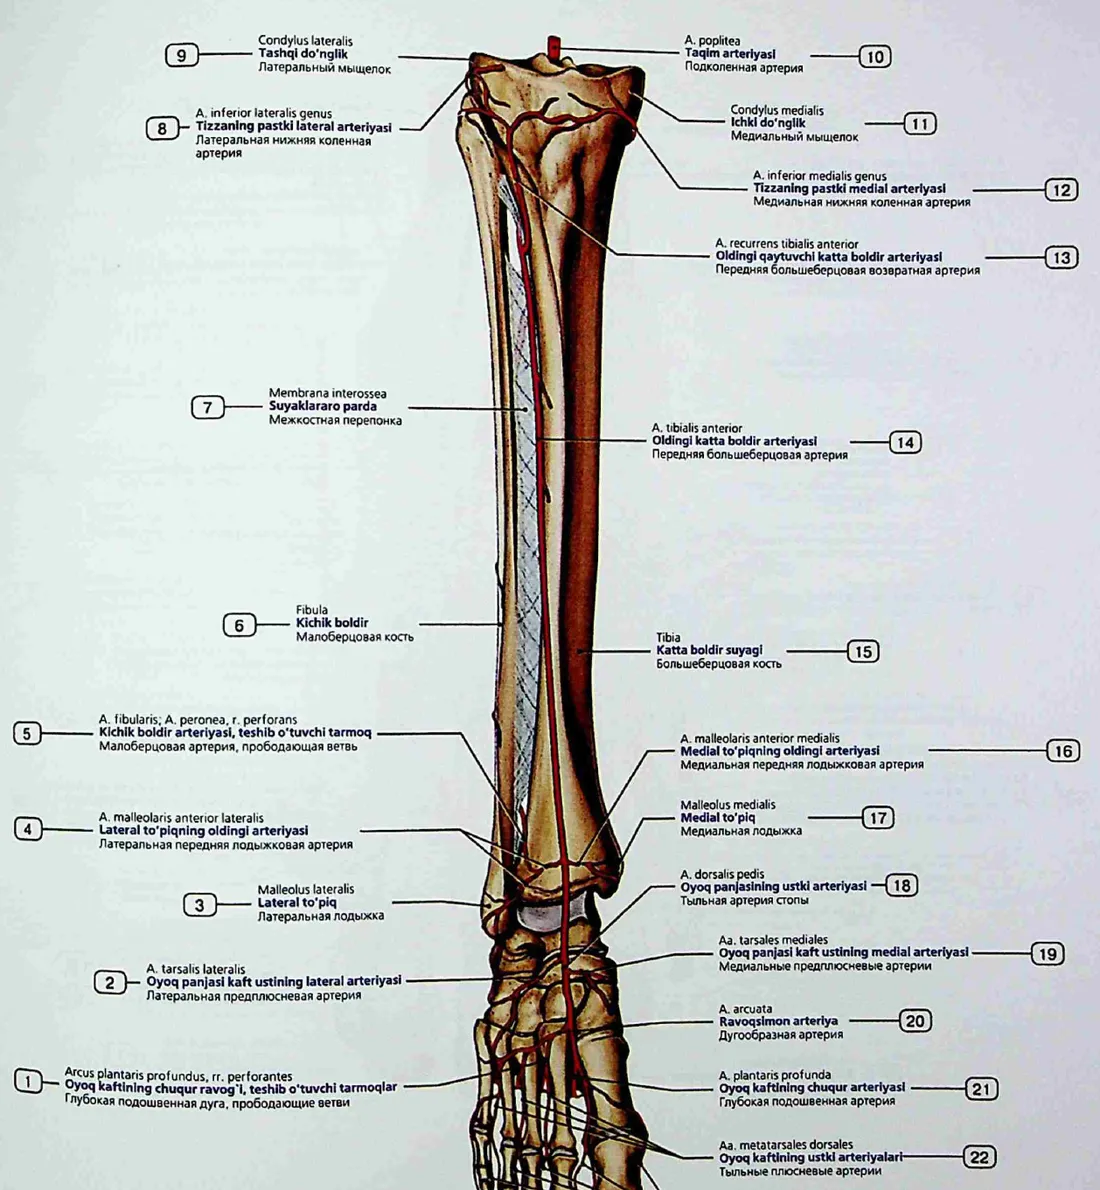 9
Condylus lateralis
Tashqi do'nglik
Латеральный мыщелок
8
A. inferior lateralis genus
Tizzaning pastki lateral arteriyasi
Латеральная нижняя коленная
артерия
7
Membrana interossea
Suyaklararo parda
Межкостная перепонка
6
Fibula
Kichik boldir
Малоберцовая кость
5
A. fibularis; A. peronea, r. perforans
Kichik boldir arteriyasi, teshib o'tuvchi tarmoq
Малоберцовая артерия, прободающая ветвь
4
A. malleolaris anterior lateralis
Lateral to'piqning oldingi arteriyasi
Латеральная передняя лодыжковая артерия
3
Malleolus lateralis
Lateral to'piq
Латеральная лодыжка
2
A. tarsalis lateralis
Oyoq panjasi kaft ustining lateral arteriyasi
Латеральная предплюсневая артерия
1
Arcus plantaris profundus, rr. perforantes
Oyoq kaftining chuqur ravog`i, teshib o'tuvchi tarmoqlar
Глубокая подошвенная дуга, прободающие ветви
A. poplitea
Taqim arteriyasi
Подколенная артерия
10
Condylus medialis
Ichki do'nglik
Медиальный мыщелок
11
A. inferior medialis genus
Tizzaning pastki medial arteriyasi
Медиальная нижняя коленная артерия
12
A. recurrens tibialis anterior
Oldingi qaytuvchi katta boldir arteriyasi
Передняя большеберцовая возвратная артерия
13
A. tibialis anterior
Oldingi katta boldir arteriyasi
Передняя большеберцовая артерия
14
Tibia
Katta boldir suyagi
Большеберцовая кость
15
A. malleolaris anterior medialis
Medial to'piqning oldingi arteriyasi
Медиальная передняя лодыжковая артерия
16
Malleolus medialis
Medial to'piq
Медиальная лодыжка
17
A. dorsalis pedis
Oyoq panjasining ustki arteriyasi
Тыльная артерия стопы
18
Aa. tarsales mediales
Oyoq panjasi kaft ustining medial arteriyasi
Медиальные предплюсневые артерии
19
A. arcuata
Ravoqsimon arteriya
Дугообразная артерия
20
A. plantaris profunda
Oyoq kaftining chuqur arteriyasi
Глубокая подошвенная артерия
21
Aa. metatarsales dorsales
Oyoq kaftining ustki arteriyalari
Тыльные плюсневые артерии
22